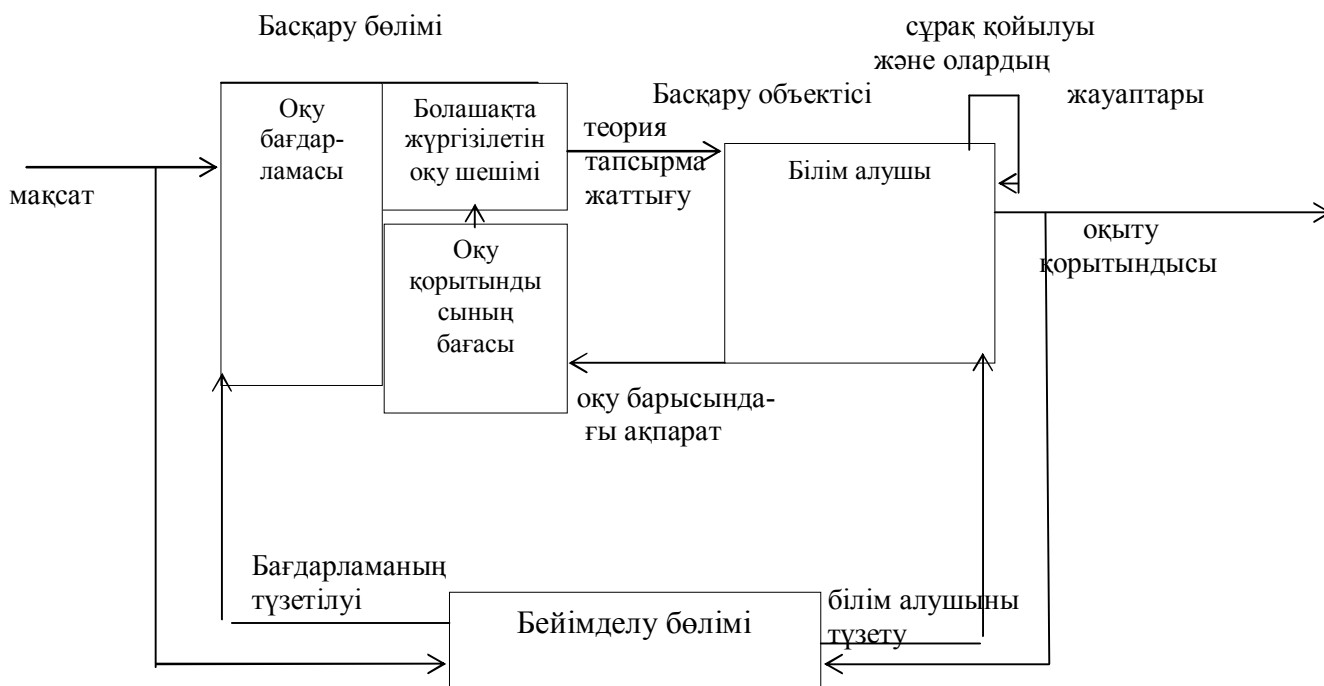 Басқару бөлімі
сұрақ қойылуы
және олардың
жауаптары
Басқару объектісі
Оқу
бағдар-
ламасы
Болашақта
жүргізілетін
оқу шешімі
теория
тапсырма
жаттығу
Білім алушы
мақсат
Оқу
қорытынды
сының
бағасы
оқыту
қорытындысы
оқу барысында-
ғы ақпарат
Бағдарламаның
түзетілуі
Бейімделу бөлімі
білім алушыны
түзету